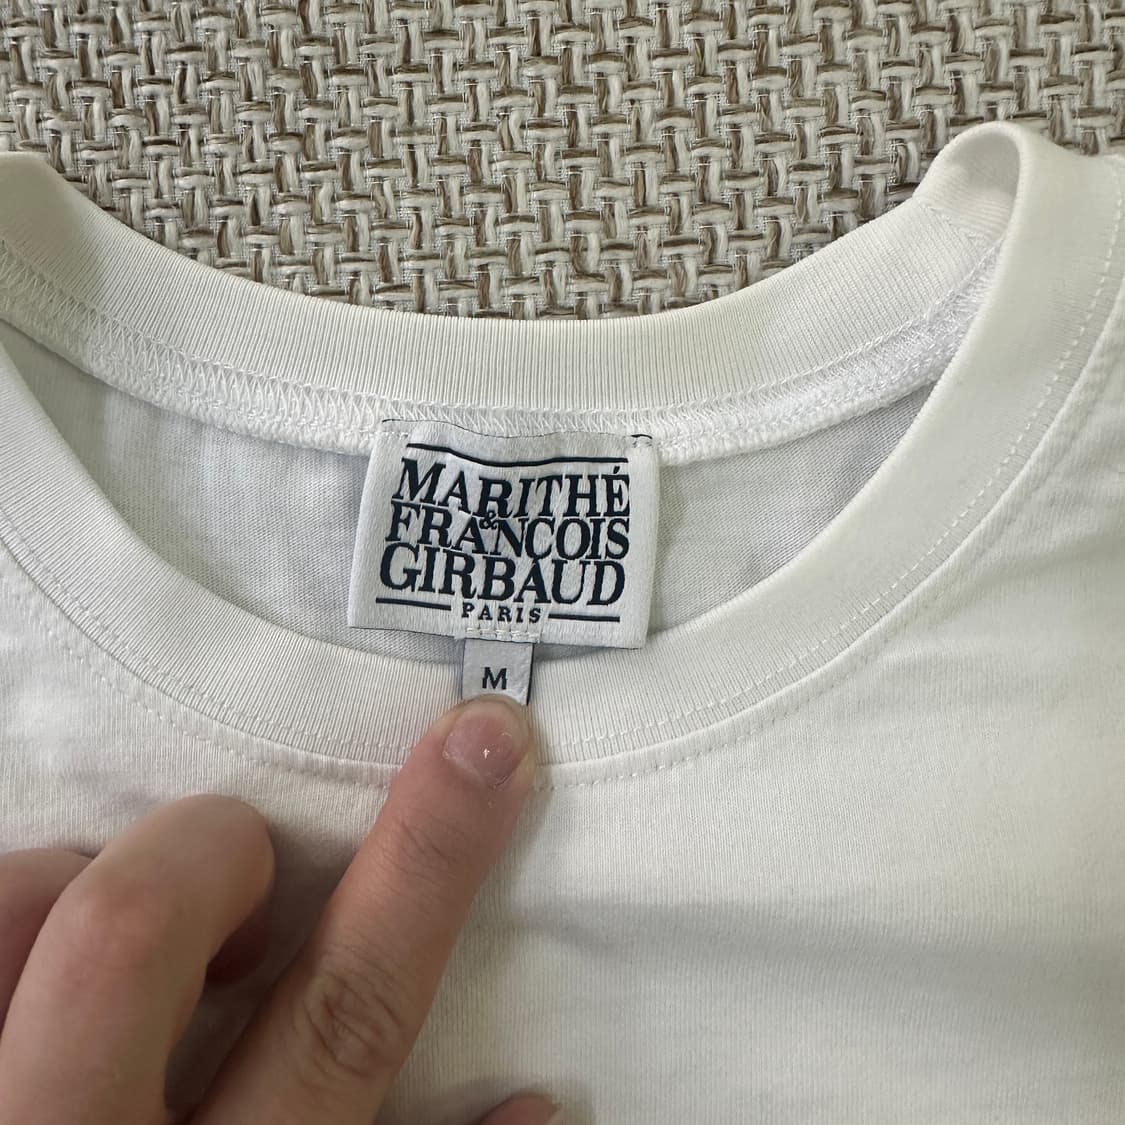 MARITHÉ
&
FRANÇOIS
GIRBAUD
PARIS
M